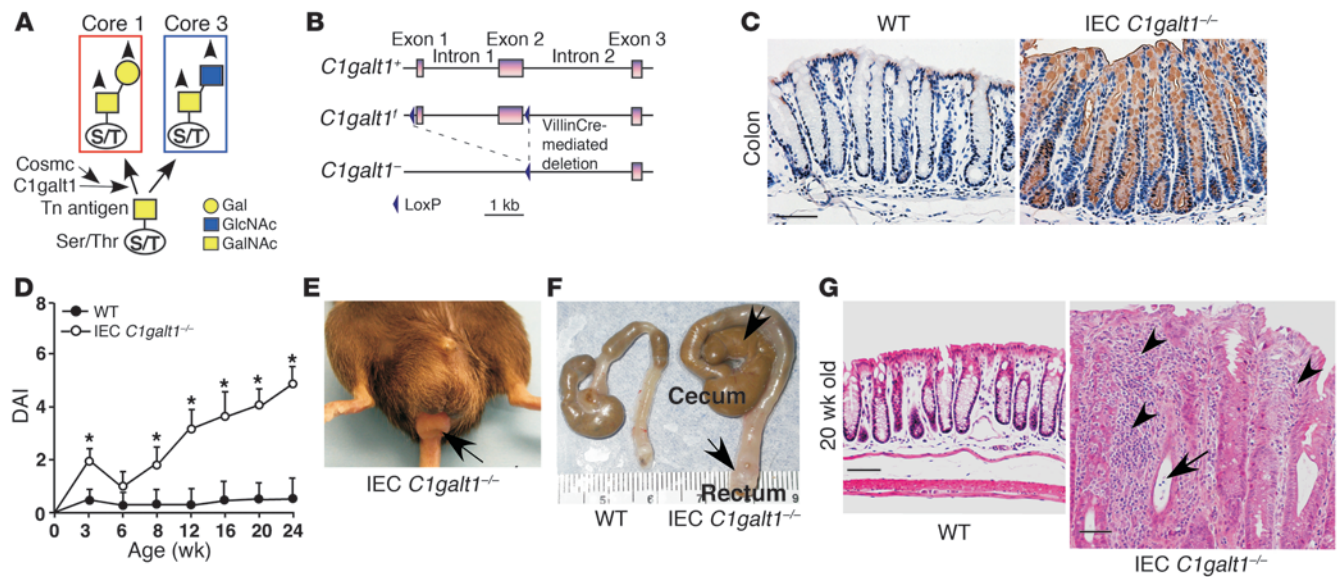 A
Core 1
Core 3
S/T
S/T
Cosmc
C1galt1
Tn antigen
Ser/Thr
S/T
Gal
GlcNAc
GalNAc
B
Exon 1
Exon 2
Exon 3
Intron 1
Intron 2
C1galt1+
C1galt1f
VillinCre-
mediated
deletion
C1galt1–
LoxP
1 kb
C
WT
IEC C1galt1–/–
Colon
D
8
6
4
2
0
DAI
WT
IEC C1galt1–/–
*
*
*
*
*
*
0
3
6
8
12
16
20
24
Age (wk)
E
IEC C1galt1–/–
F
Cecum
Rectum
5
6
7
9
WT
IEC C1galt1–/–
G
20 wk old
WT
IEC C1galt1–/–